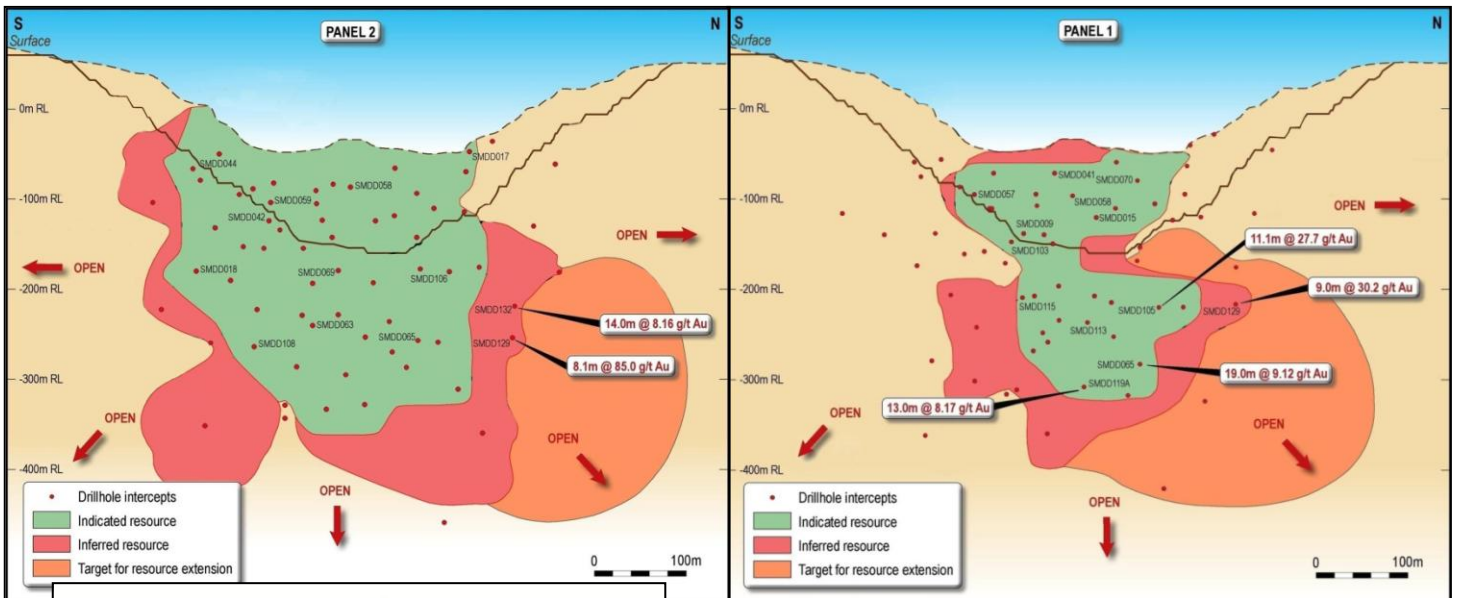 S
N
PANEL 2
Surface
0m RL
-100m RL
-200m RL
-300m RL
-400m RL
SMDD044
SMDD017
SMDD058
SMDD059
SMDD042
OPEN
OPEN
SMDD018
SMDD069
SMDD106
SMDD132
14.0m @ 8.16 g/t Au
SMDD063
SMDD065
SMDD129
SMDD108
8.1m @ 85.0 g/t Au
OPEN
OPEN
OPEN
Drillhole intercepts
Indicated resource
Inferred resource
Target for resource extension
0 100m
S
N
PANEL 1
Surface
0m RL
-100m RL
-200m RL
-300m RL
-400m RL
SMDD041
SMDD070
SMDD057
SMDD058
SMDD009
SMDD015
OPEN
SMDD103
11.1m @ 27.7 g/t Au
SMDD115
SMDD105
SMDD129
9.0m @ 30.2 g/t Au
SMDD113
SMDD065
19.0m @ 9.12 g/t Au
SMDD119A
13.0m @ 8.17 g/t Au
OPEN
OPEN
OPEN
Drillhole intercepts
Indicated resource
Inferred resource
Target for resource extension
0 100m